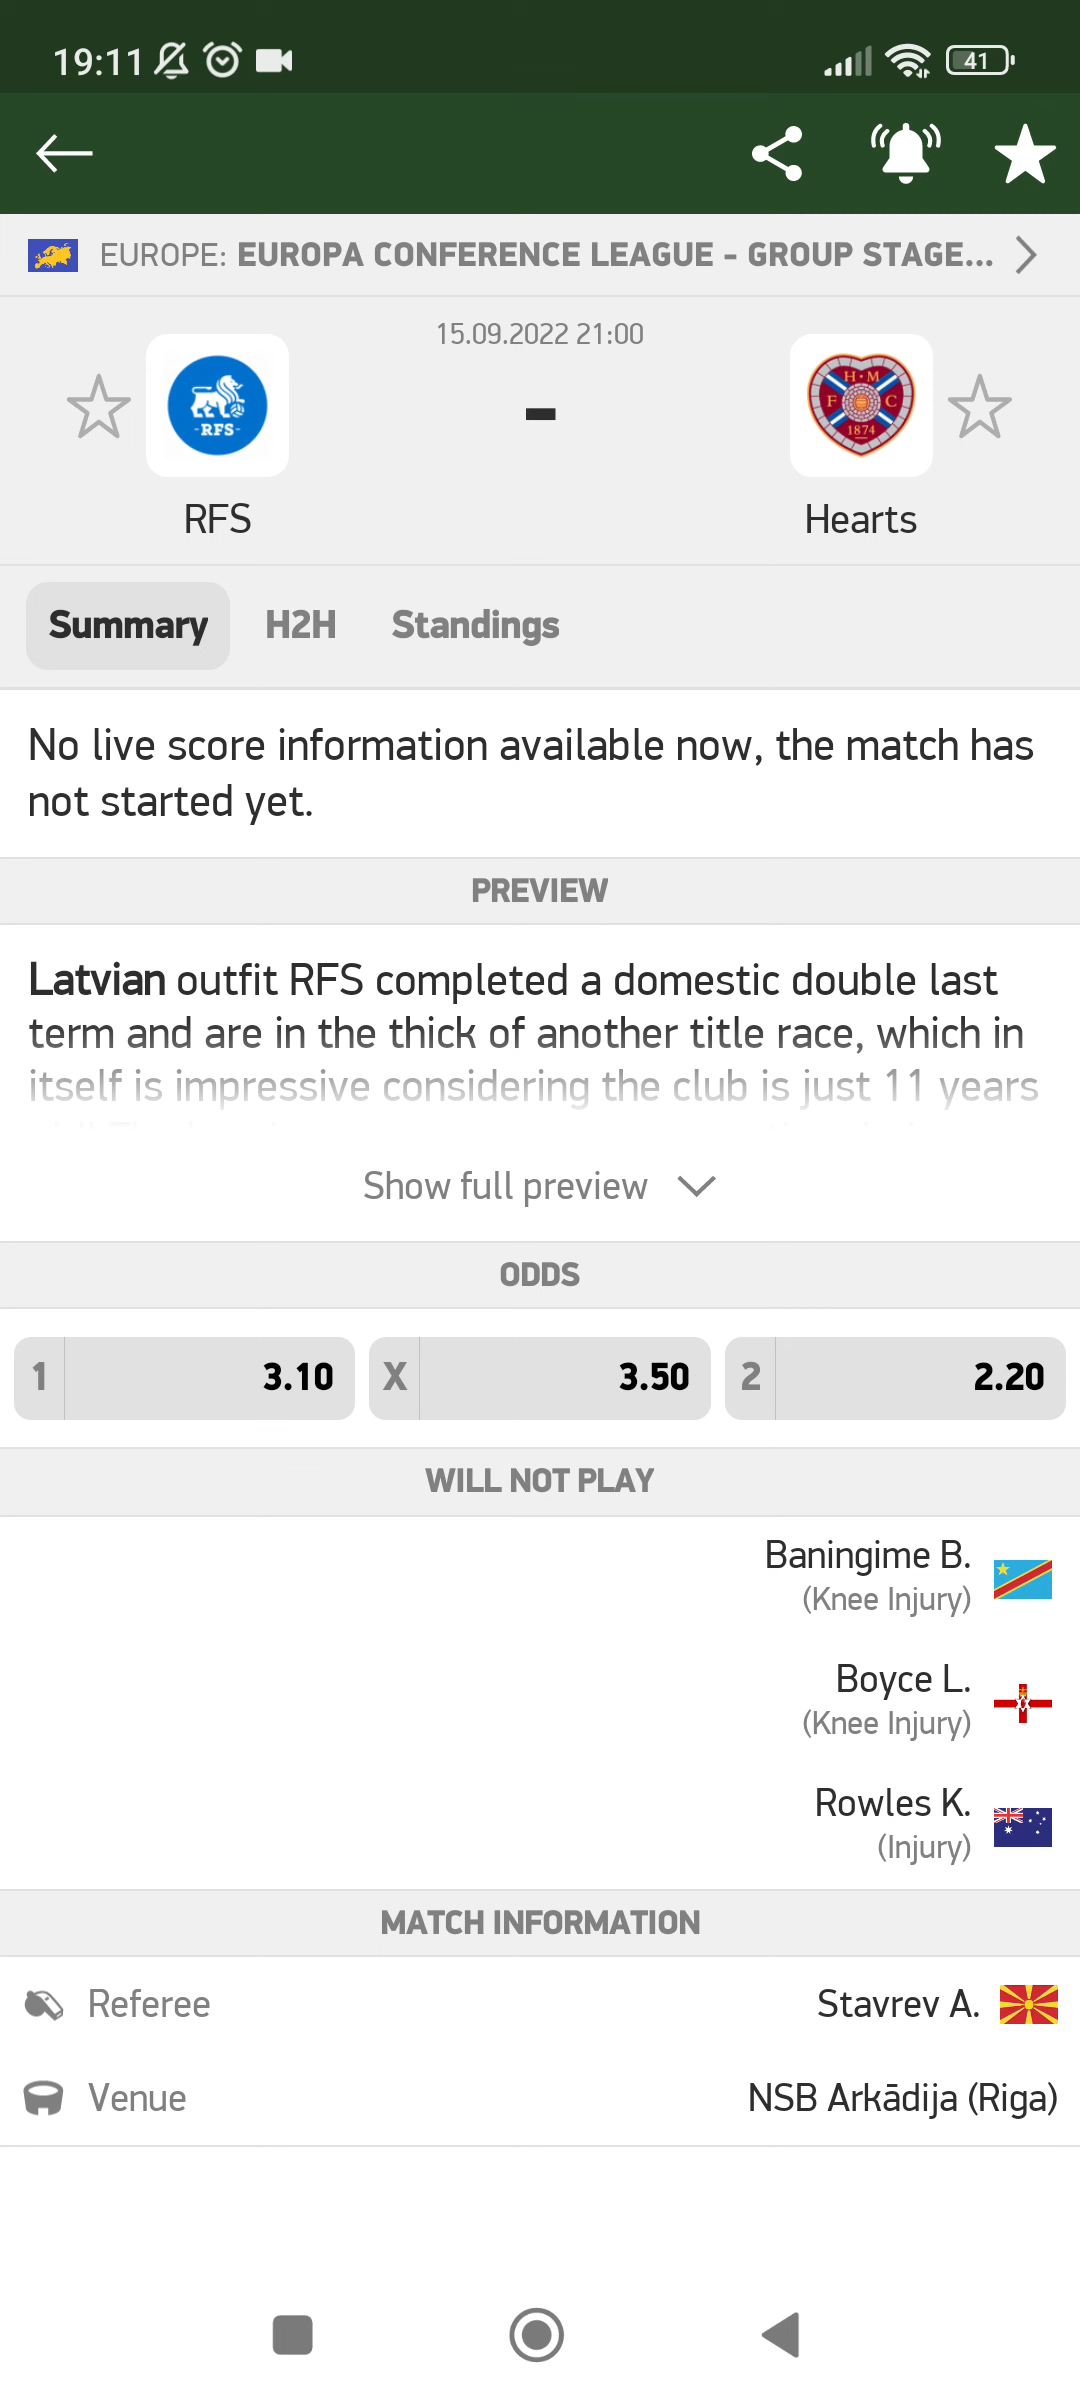 19:11
41
EUROPE: EUROPA CONFERENCE LEAGUE - GROUP STAGE...
15.09.2022 21:00
-RFS-
-
H·M
F C
1874
RFS
Hearts
Summary H2H Standings
No live score information available now, the match has
not started yet.
PREVIEW
Latvian outfit RFS completed a domestic double last
term and are in the thick of another title race, which in
itself is impressive considering the club is just 11 years
Show full preview
ODDS
1 3.10 X 3.50 2 2.20
WILL NOT PLAY
Baningime B.
(Knee Injury)
Boyce L.
(Knee Injury)
Rowles K.
(Injury)
MATCH INFORMATION
Referee Stavrev A.
Venue NSB Arkādija (Riga)